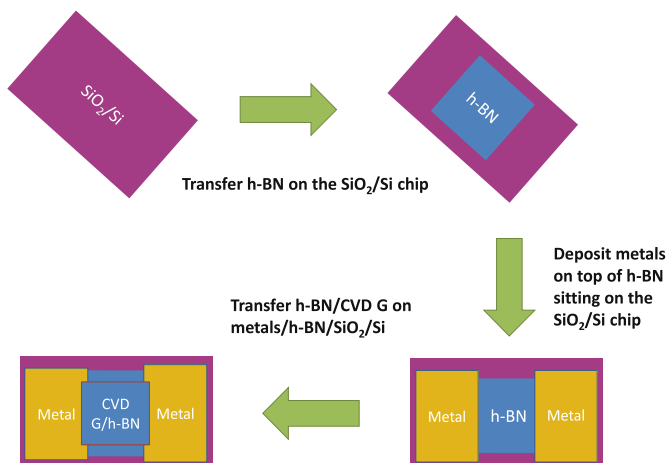 SiO₂/Si
h-BN
Transfer h-BN on the SiO₂/Si chip
Deposit metals
on top of h-BN
sitting on the
SiO₂/Si chip
Transfer h-BN/CVD G on
metals/h-BN/SiO₂/Si
Metal
h-BN
Metal
Metal
CVD
G/h-BN
Metal